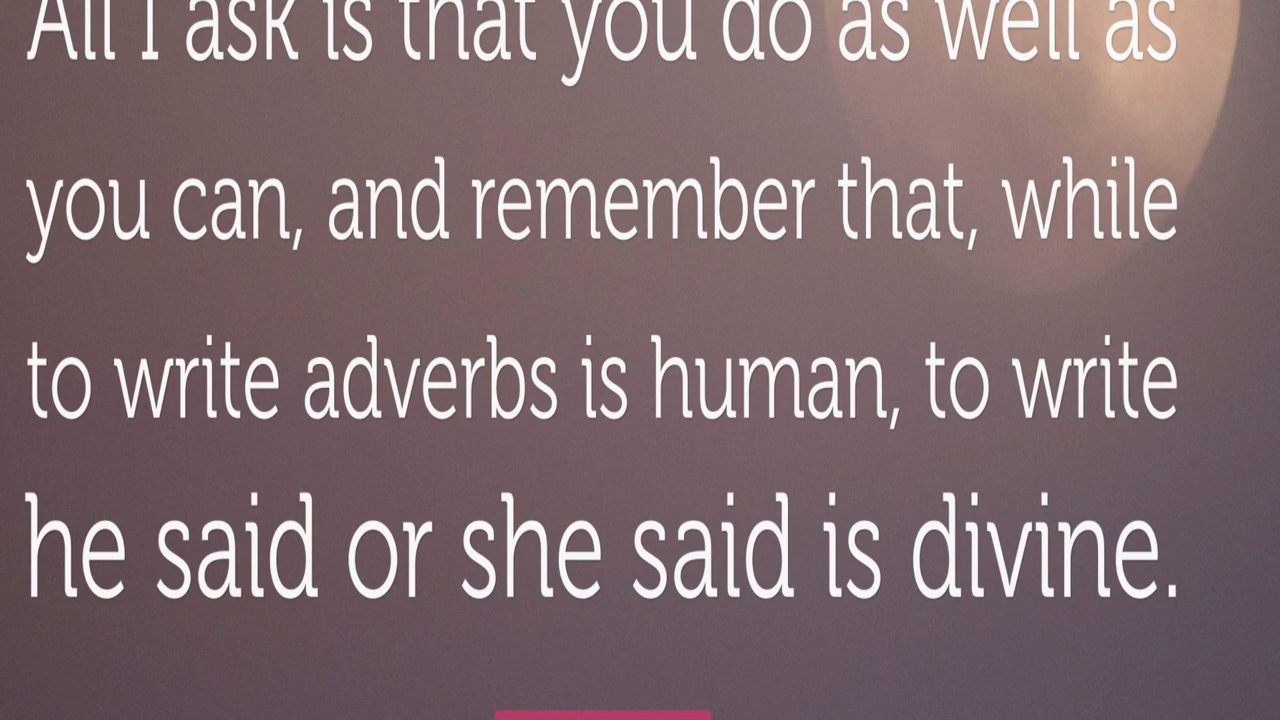 All I ask is that you do as well as
you can, and remember that, while
to write adverbs is human, to write
he said or she said is divine.